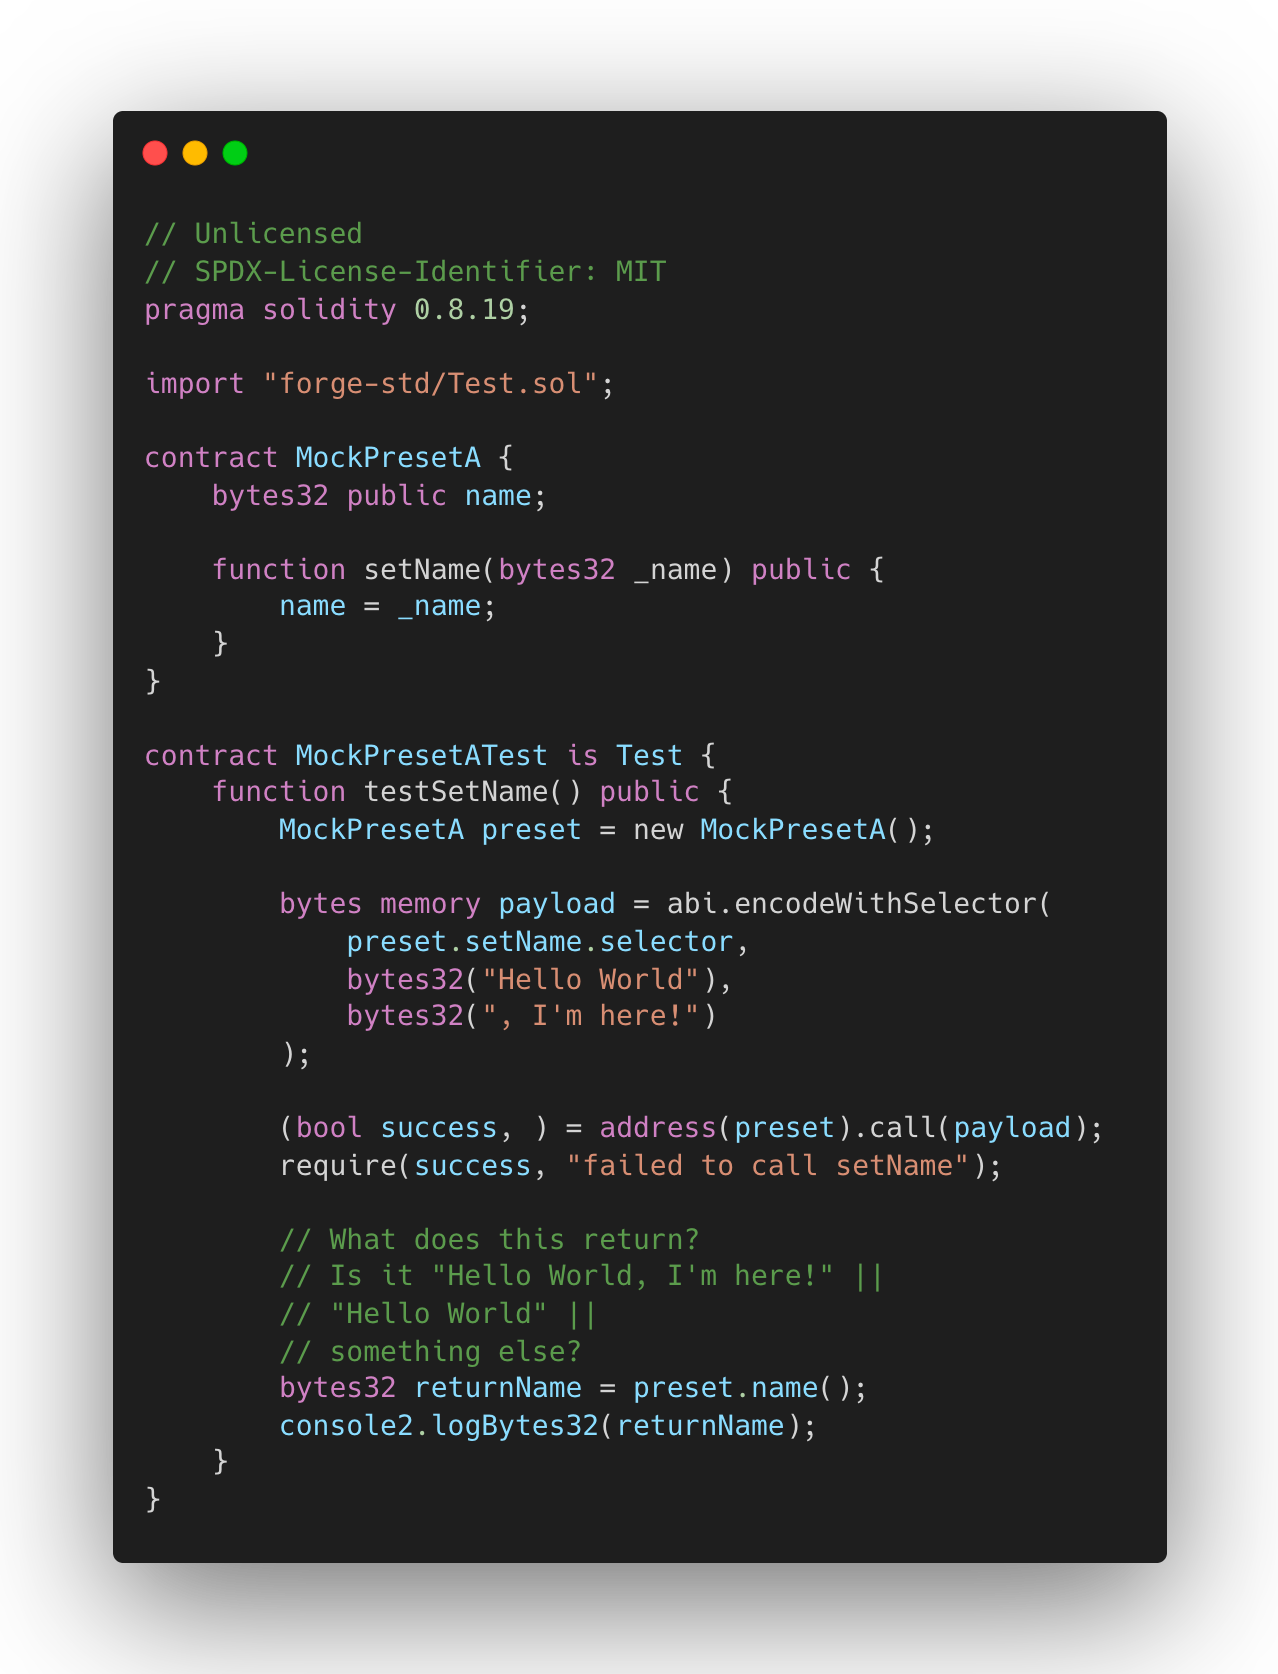 // Unlicensed
// SPDX-License-Identifier: MIT
pragma solidity 0.8.19;

import "forge-std/Test.sol";

contract MockPresetA {
    bytes32 public name;

    function setName(bytes32 _name) public {
        name = _name;
    }
}

contract MockPresetATest is Test {
    function testSetName() public {
        MockPresetA preset = new MockPresetA();

        bytes memory payload = abi.encodeWithSelector(
            preset.setName.selector,
            bytes32("Hello World"),
            bytes32(", I'm here!")
        );

        (bool success, ) = address(preset).call(payload);
        require(success, "failed to call setName");

        // What does this return?
        // Is it "Hello World, I'm here!" ||
        // "Hello World" ||
        // something else?
        bytes32 returnName = preset.name();
        console2.logBytes32(returnName);
    }
}